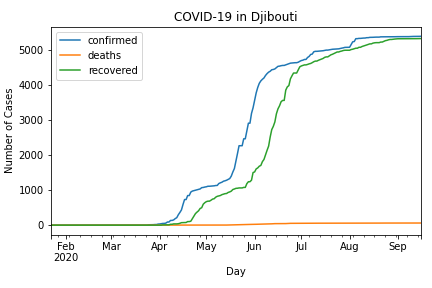 COVID-19 in Djibouti
confirmed
deaths
recovered
Number of Cases
5000
4000
3000
2000
1000
0
Feb Mar Apr May Jun Jul Aug Sep
2020
Day